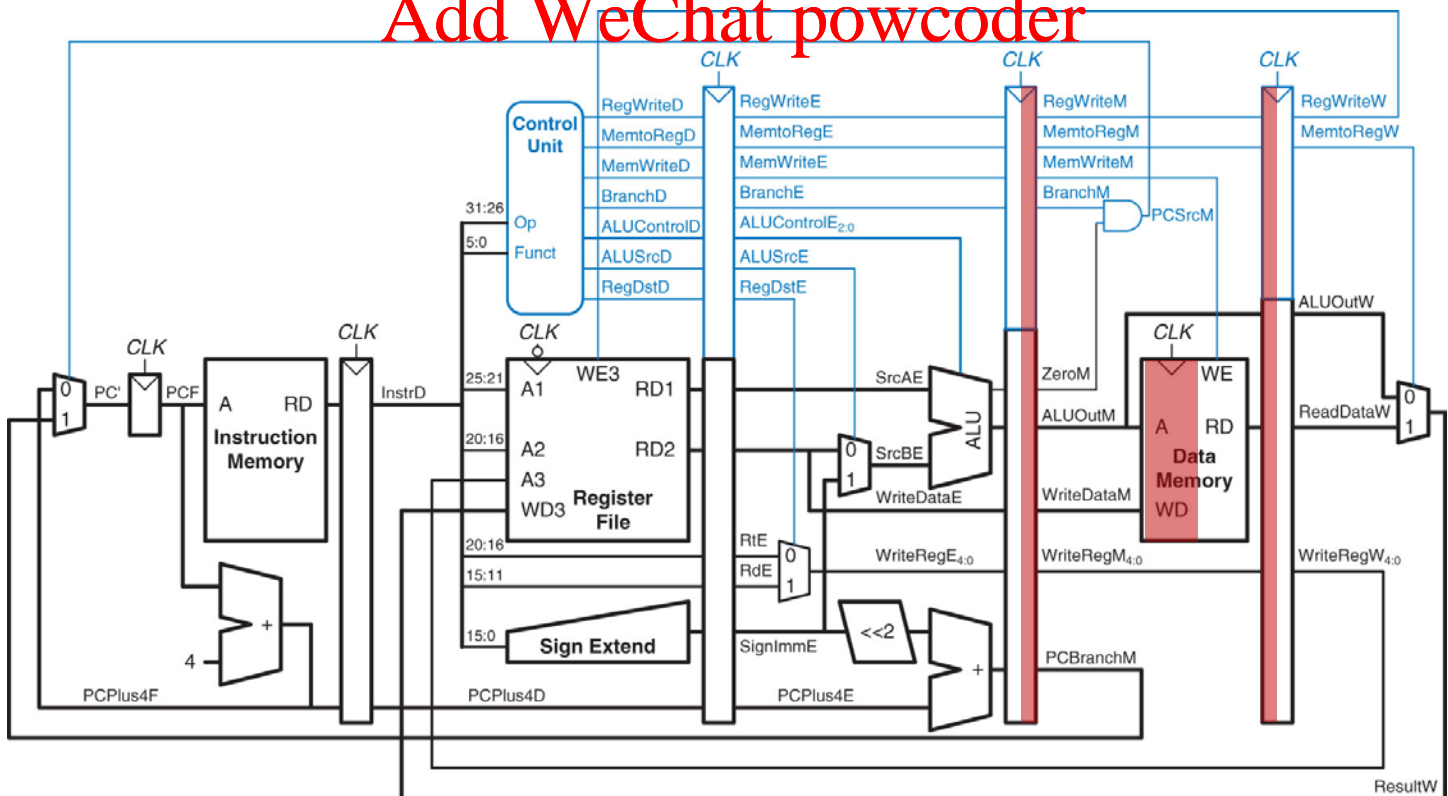 Add WeChat powcoder
CLK
CLK
CLK
RegWriteD
RegWriteE
RegWriteM
RegWriteW
Control
Unit
MemtoRegD
MemtoRegE
MemtoRegM
MemtoRegW
MemWriteD
MemWriteE
MemWriteM
BranchD
BranchE
BranchM
31:26
Op
ALUControlD
ALUControlE2:0
PCSrcM
5:0
Funct
ALUSrcD
ALUSrcE
RegDstD
RegDstE
ALUOutW
CLK
CLK
CLK
CLK
0
1
PC'
PCF
A
RD
Instruction
Memory
InstrD
25:21
A1
WE3
RD1
SrcAE
ZeroM
WE
0
1
20:16
A2
RD2
0
1
SrcBE
ALU
ALUOutM
A
RD
ReadDataW
Data
Memory
A3
WD3
Register
File
WriteDataE
WriteDataM
WD
20:16
RtE
0
15:11
RdE
1
WriteRegE4:0
WriteRegM4:0
WriteRegW4:0
+
4
15:0
Sign Extend
SignImmE
<<2
+
PCBranchM
PCPlus4F
PCPlus4D
PCPlus4E
ResultW